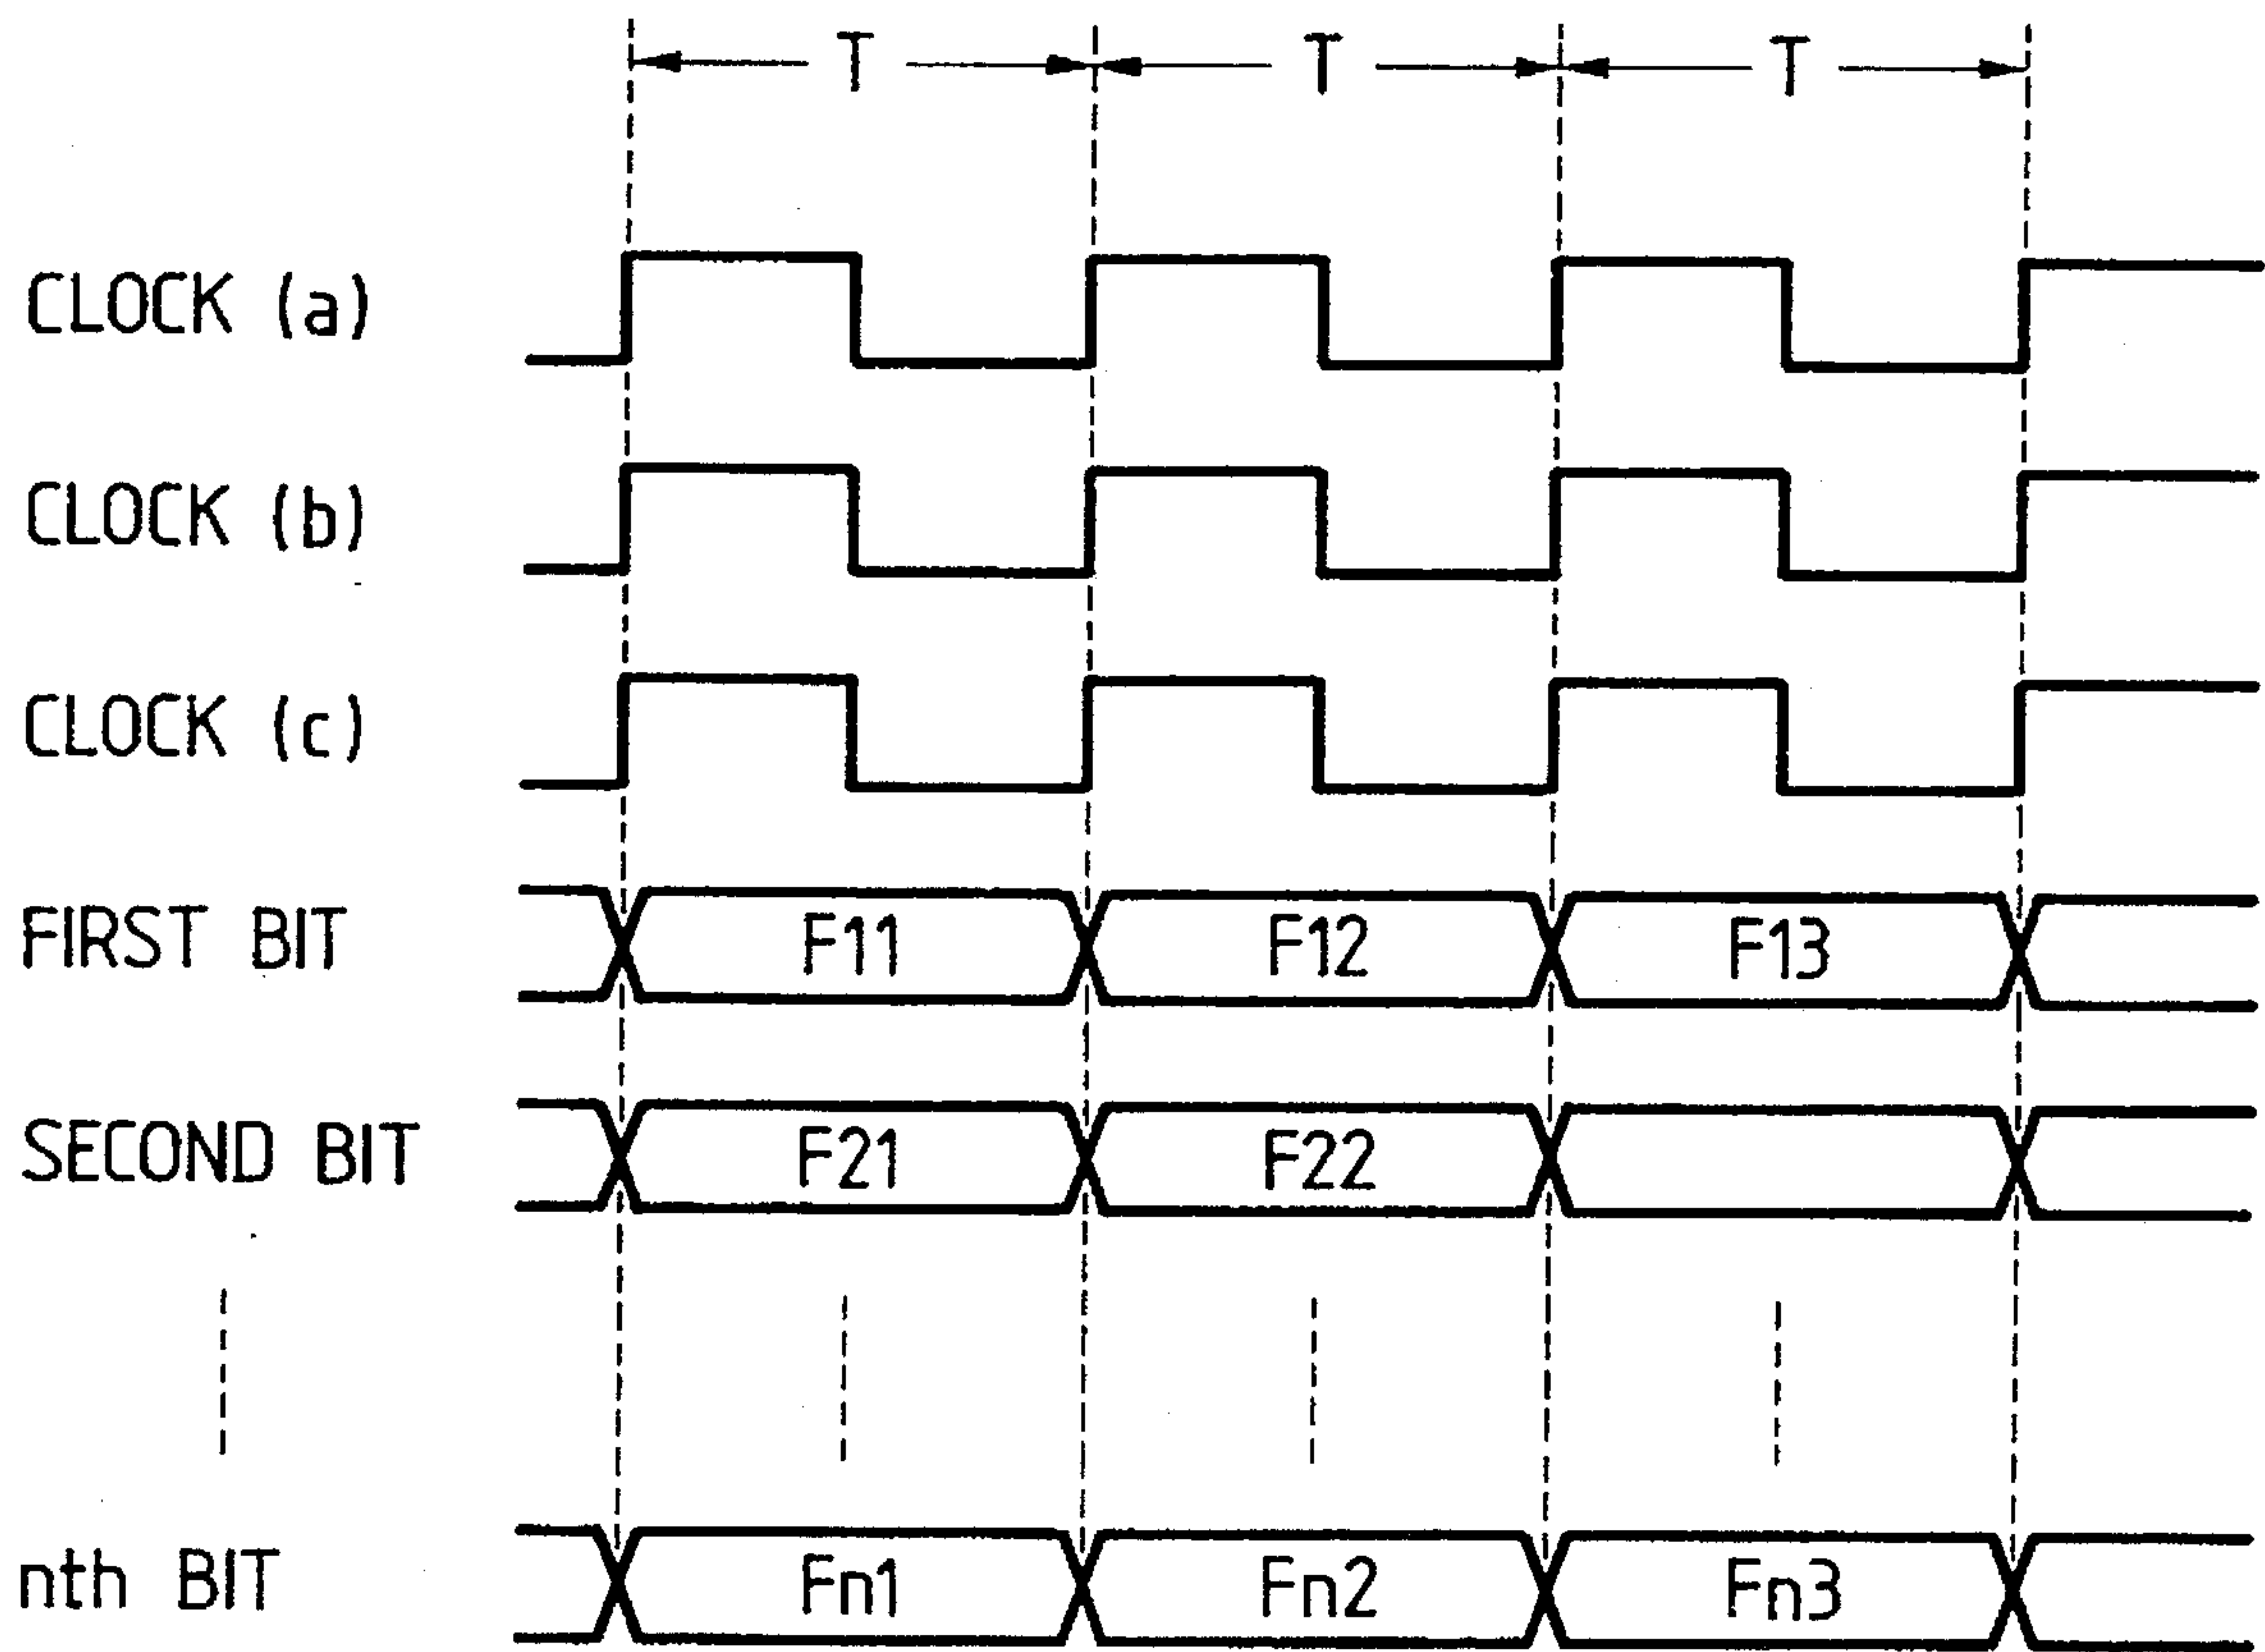 T T T
CLOCK (a)
CLOCK (b)
CLOCK (c)
FIRST BIT F11 F12 F13
SECOND BIT F21 F22
nth BIT Fn1 Fn2 Fn3